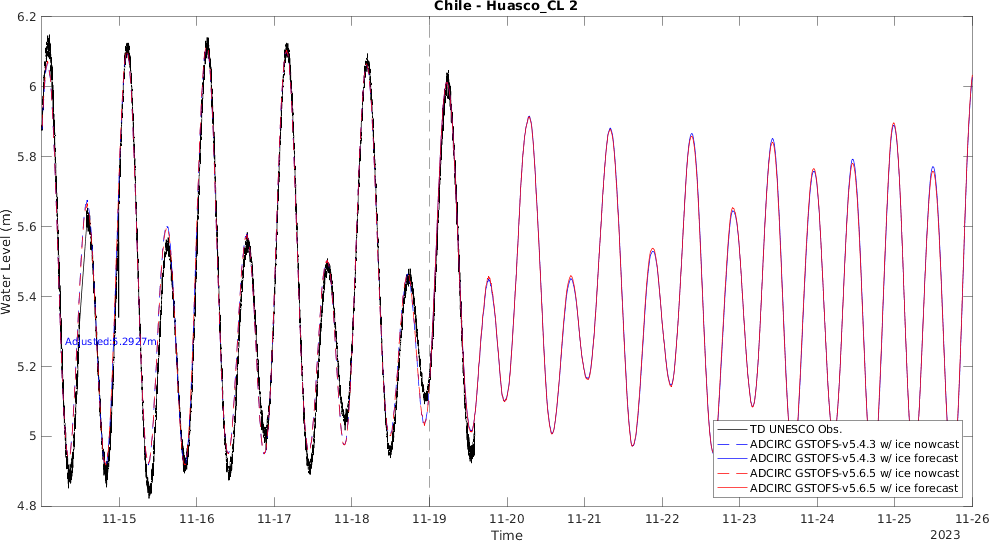 Chile - Huasco_CL 2
6.2
6
5.8
5.6
5.4
5.2
5
4.8
Water Level (m)
Adjusted:5.2927m
TD UNESCO Obs.
ADCIRC GSTOFS-v5.4.3 w/ ice nowcast
ADCIRC GSTOFS-v5.4.3 w/ ice forecast
ADCIRC GSTOFS-v5.6.5 w/ ice nowcast
ADCIRC GSTOFS-v5.6.5 w/ ice forecast
11-15 11-16 11-17 11-18 11-19 11-20 11-21 11-22 11-23 11-24 11-25 11-26
Time
2023